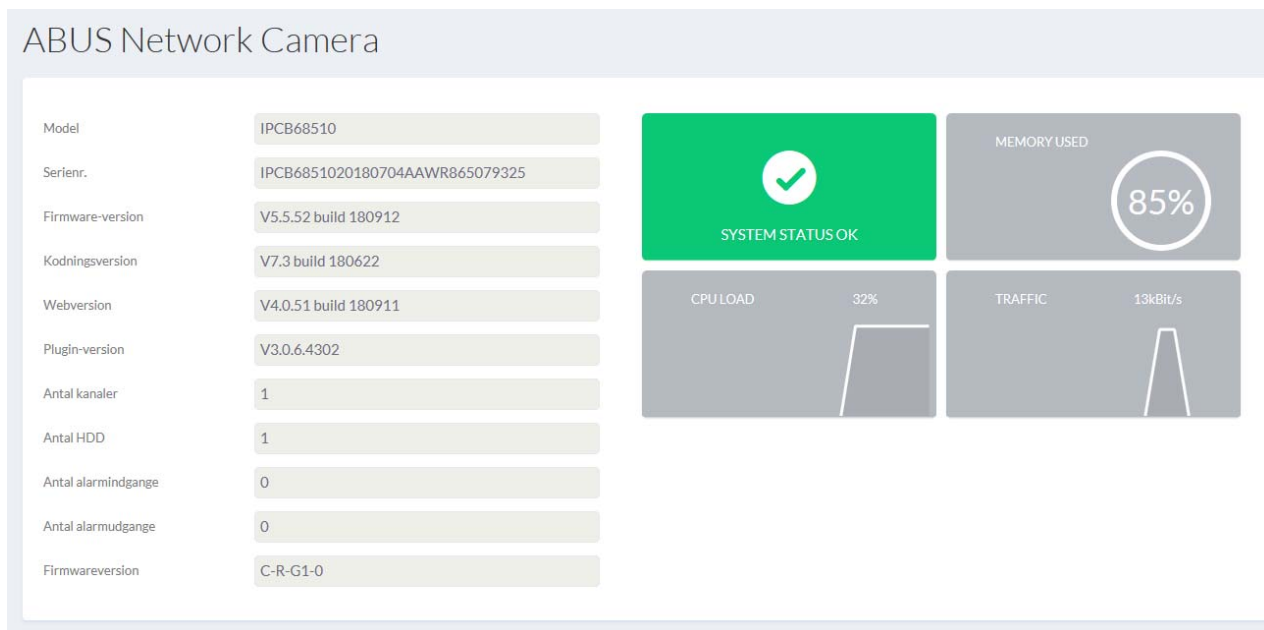 ABUS Network Camera
Model IPCB68510
Serienr. IPCB6851020180704AAWR865079325
Firmware-version V5.5.52 build 180912
Kodningsversion V7.3 build 180622
Webversion V4.0.51 build 180911
Plugin-version V3.0.6.4302
Antal kanaler 1
Antal HDD 1
Antal alarmindgange 0
Antal alarmudgange 0
Firmwareversion C-R-G1-0
SYSTEM STATUS OK
MEMORY USED
85%
CPU LOAD 32%
TRAFFIC 13kBit/s